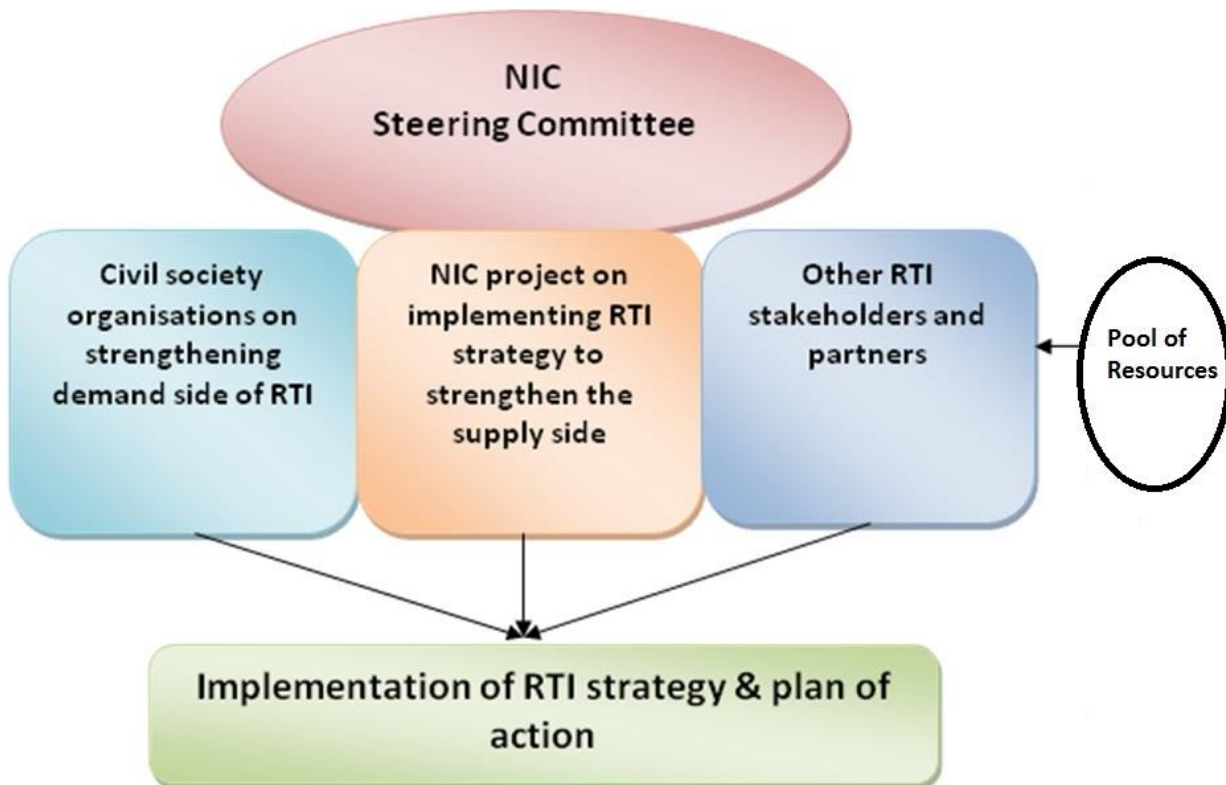 NIC
Steering Committee
Civil society
organisations on
strengthening
demand side of RTI
NIC project on
implementing RTI
strategy to
strengthen the
supply side
Other RTI
stakeholders and
partners
Pool of
Resources
Implementation of RTI strategy & plan of
action